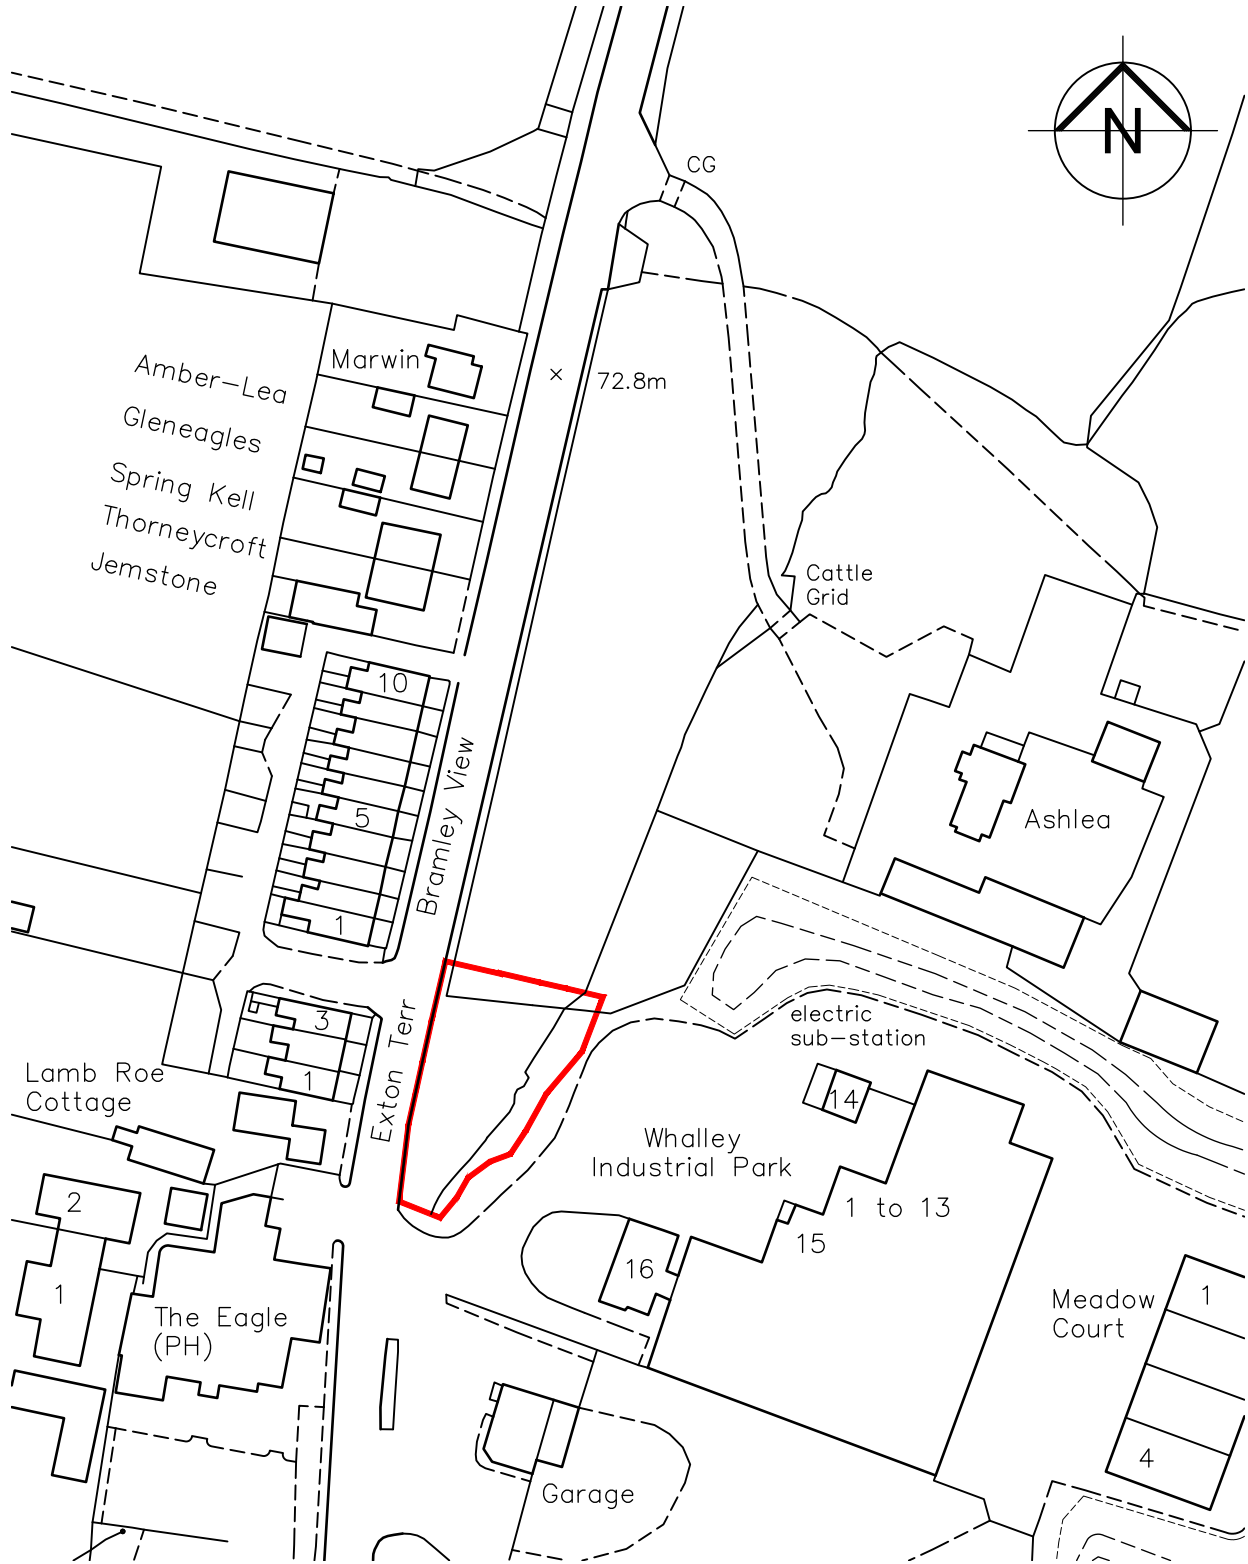 N
CG
Marwin
72.8m
Amber-Lea
Gleneagles
Spring Kell
Thorneycroft
Jemstone
Cattle
Grid
10
Bramley View
5
Ashlea
1
electric
sub-station
3
Exton Terr
1
Lamb Roe
Cottage
14
Whalley
Industrial Park
2
1 to 13
15
16
1
1
Meadow
Court
The Eagle
(PH)
4
Garage